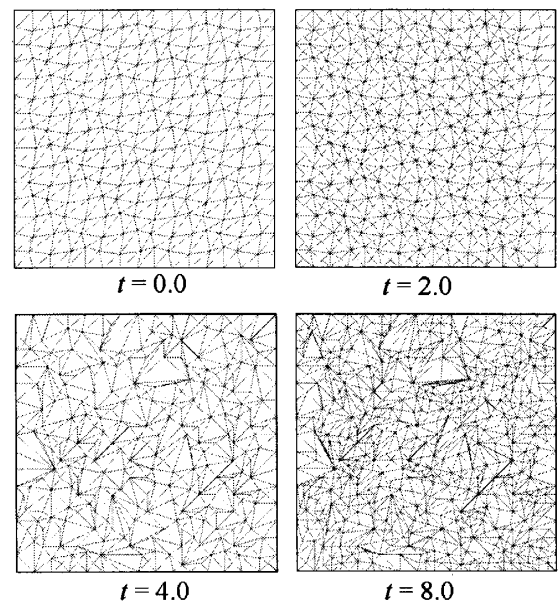 t = 0.0
t = 2.0
t = 4.0
t = 8.0